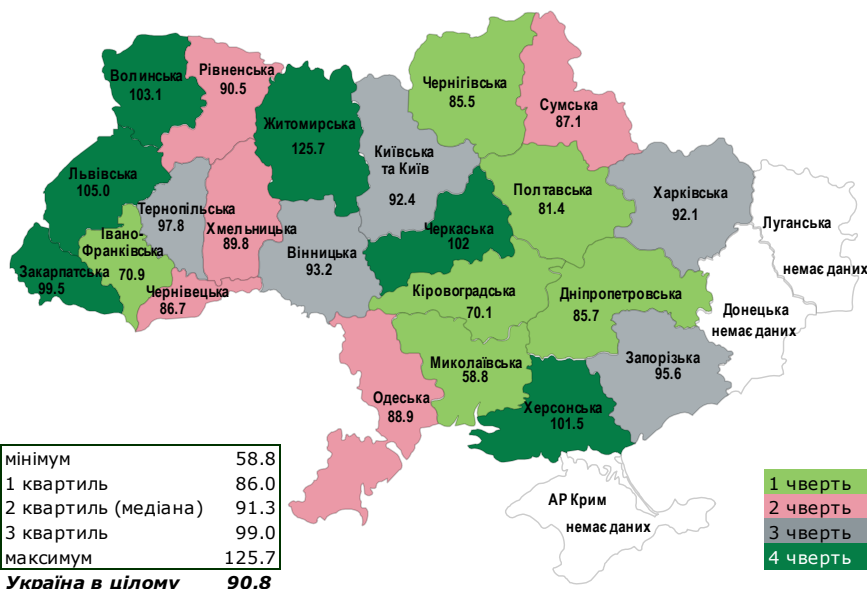 Волинська
103.1
Рівненська
90.5
Житомирська
125.7
Київська
та Київ
92.4
Чернігівська
85.5
Сумська
87.1
Львівська
105.0
Тернопільська
97.8
Хмельницька
89.8
Вінницька
93.2
Черкаська
102
Полтавська
81.4
Харківська
92.1
Луганська
немає даних
Івано-
Франківська
70.9
Закарпатська
99.5
Чернівецька
86.7
Кіровоградська
70.1
Дніпропетровська
85.7
Донецька
немає даних
Миколаївська
58.8
Запорізька
95.6
Одеська
88.9
Херсонська
101.5
АР Крим
немає даних
мінімум 58.8
1 квартиль 86.0
2 квартиль (медіана) 91.3
3 квартиль 99.0
максимум 125.7
Україна в цілому 90.8
1 чверть
2 чверть
3 чверть
4 чверть